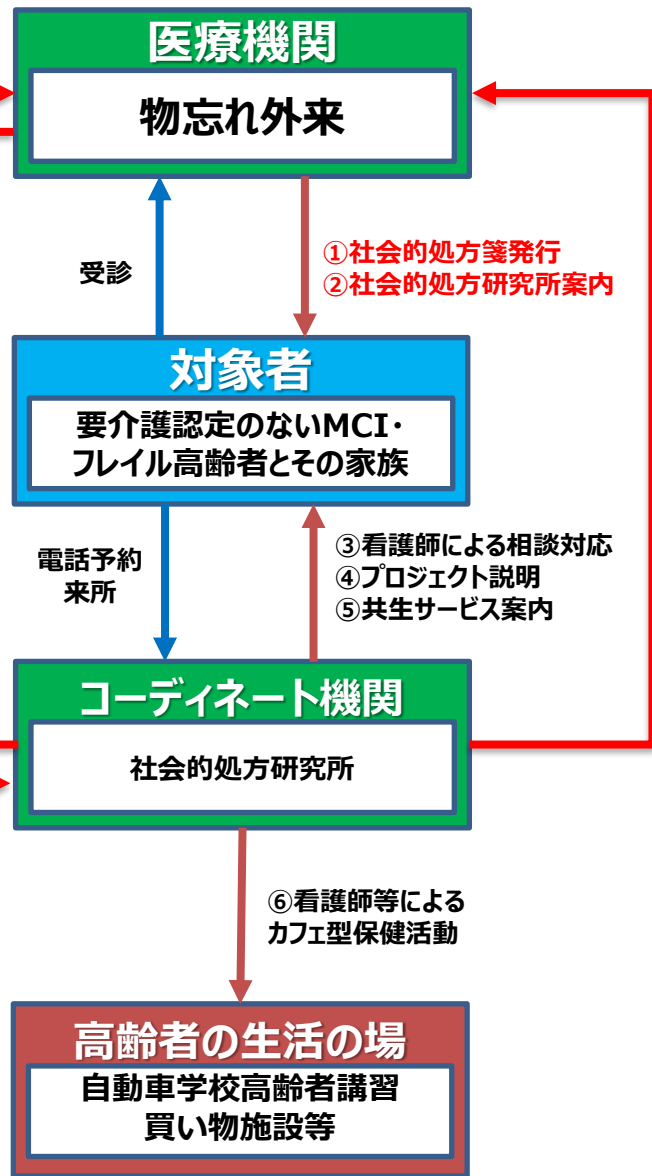 医療機関
物忘れ外来
受診
①社会的処方箋発行
②社会的処方研究所案内
対象者
要介護認定のないMCI・
フレイル高齢者とその家族
電話予約
来所
③看護師による相談対応
④プロジェクト説明
⑤共生サービス案内
コーディネート機関
社会的処方研究所
⑥看護師等による
カフェ型保健活動
高齢者の生活の場
自動車学校高齢者講習
買い物施設等